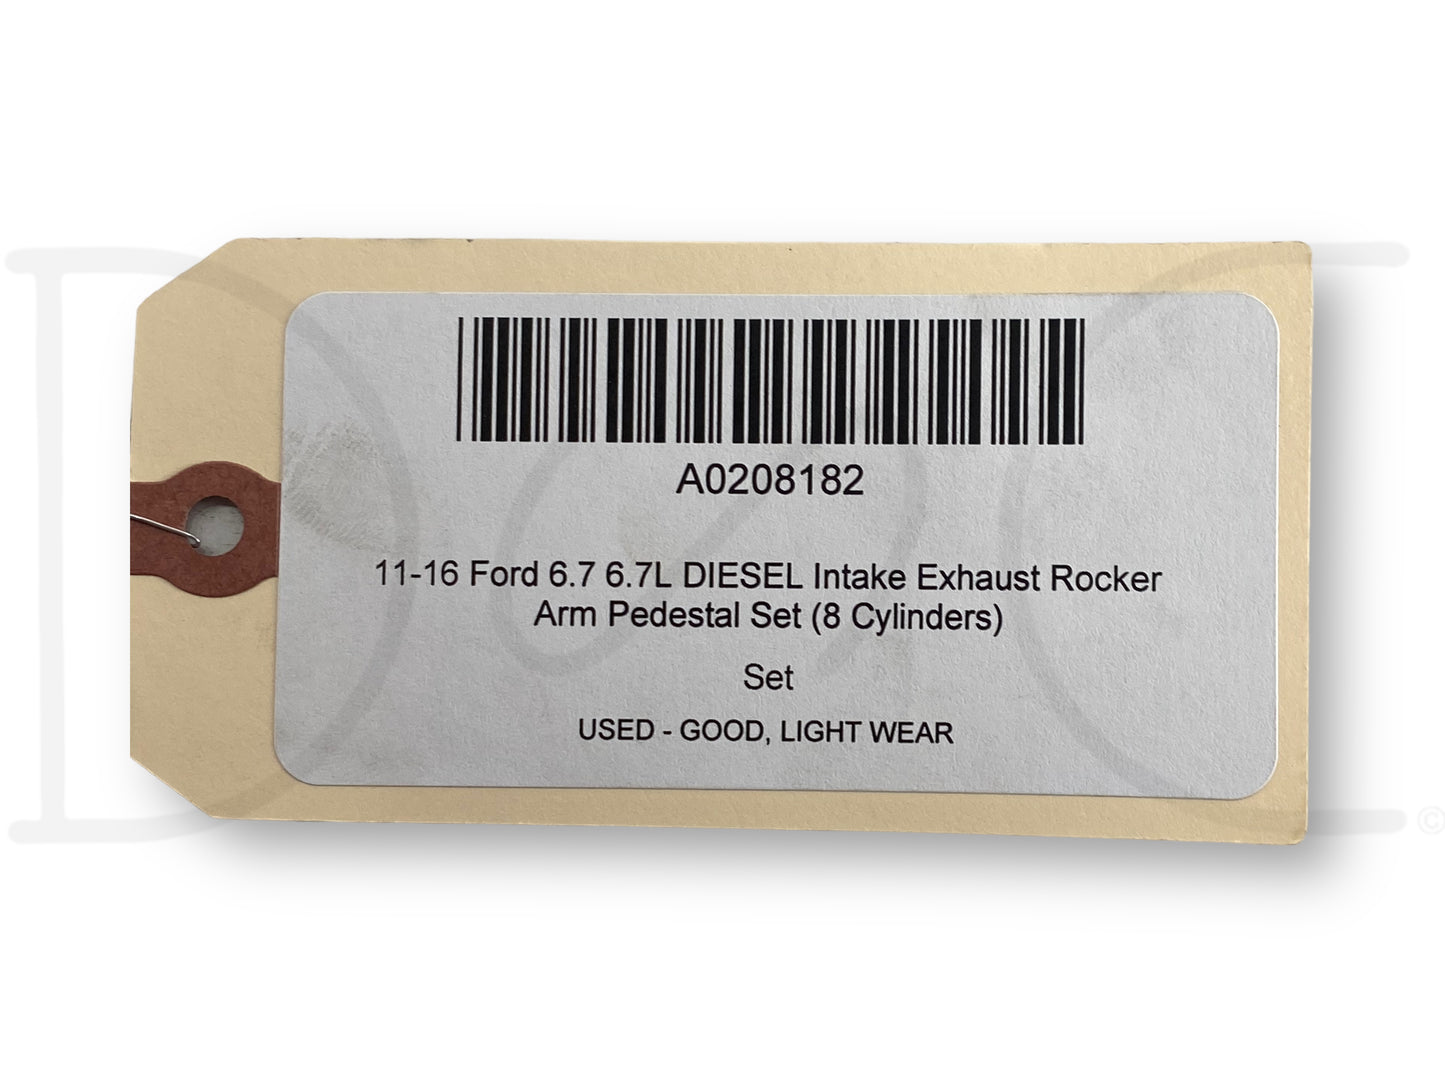 A0208182
11-16 Ford 6.7 6.7L DIESEL Intake Exhaust Rocker
Arm Pedestal Set (8 Cylinders)
Set
USED - GOOD, LIGHT WEAR
©